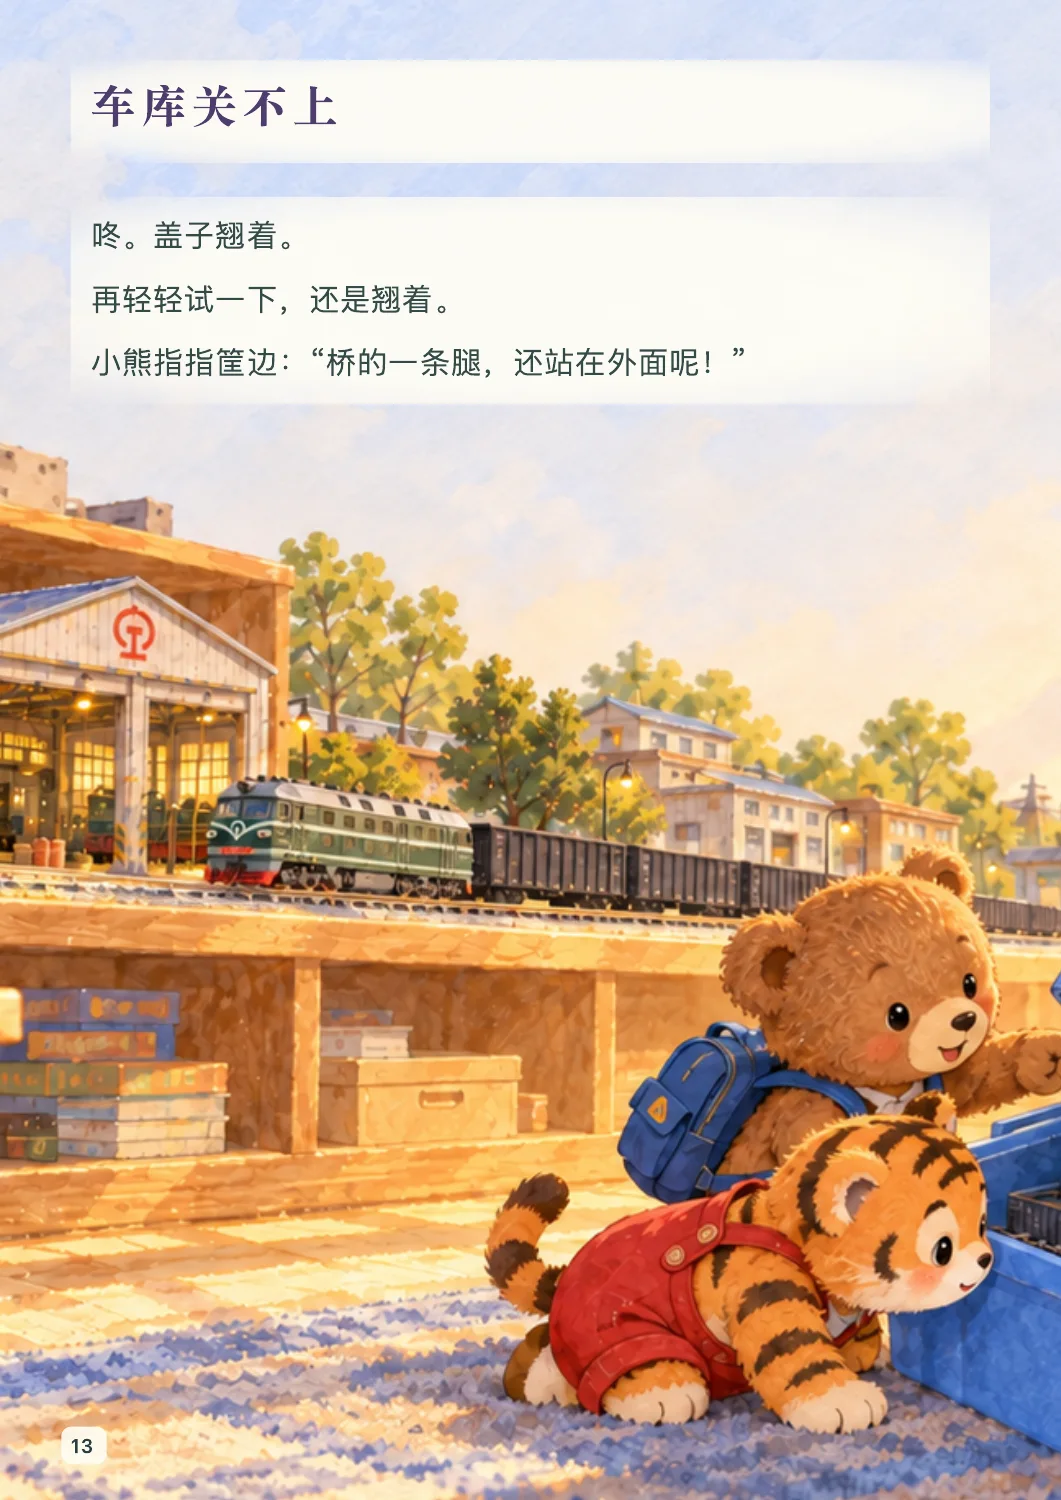 车库关不上
咚。盖子翘着。
再轻轻试一下，还是翘着。
小熊指指筐边：“桥的一条腿，还站在外面呢！”
13